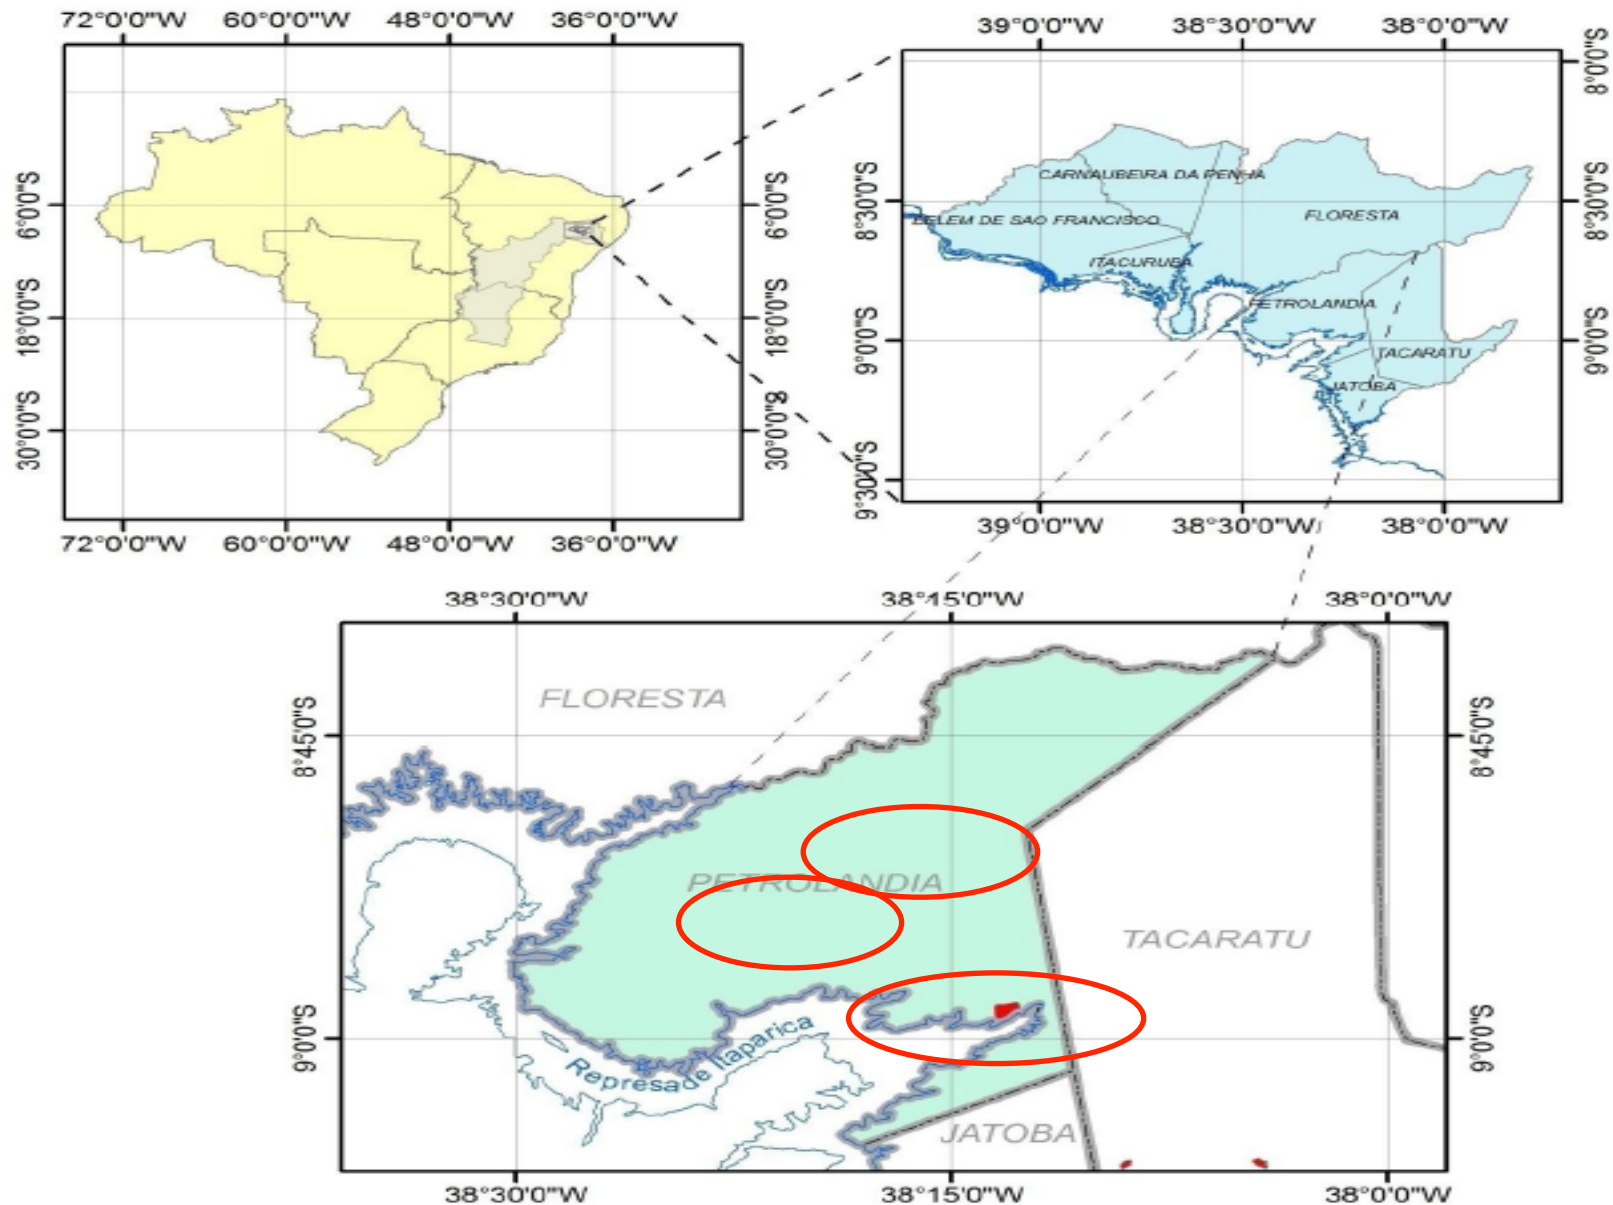 72°0'0"W 60°0'0"W 48°0'0"W 36°0'0"W
6°0'0"S 6°0'0"S
18°0'0"S 18°0'0"S
30°0'0"S 30°0'0"S
72°0'0"W 60°0'0"W 48°0'0"W 36°0'0"W
39°0'0"W 38°30'0"W 38°0'0"W
8°0'0"S
8°30'0"S 8°30'0"S
9°0'0"S 9°0'0"S
9°30'0"S
CARNAUBEIRA DA PENHA
BELEM DE SAO FRANCISCO
FLORESTA
ITACURUBA
PETROLANDIA
TACARATU
JATOBA
39°0'0"W 38°30'0"W 38°0'0"W
38°30'0"W 38°15'0"W 38°0'0"W
FLORESTA
8°45'0"S 8°45'0"S
PETROLANDIA
TACARATU
9°0'0"S 9°0'0"S
Represa de Itaparica
JATOBA
38°30'0"W 38°15'0"W 38°0'0"W